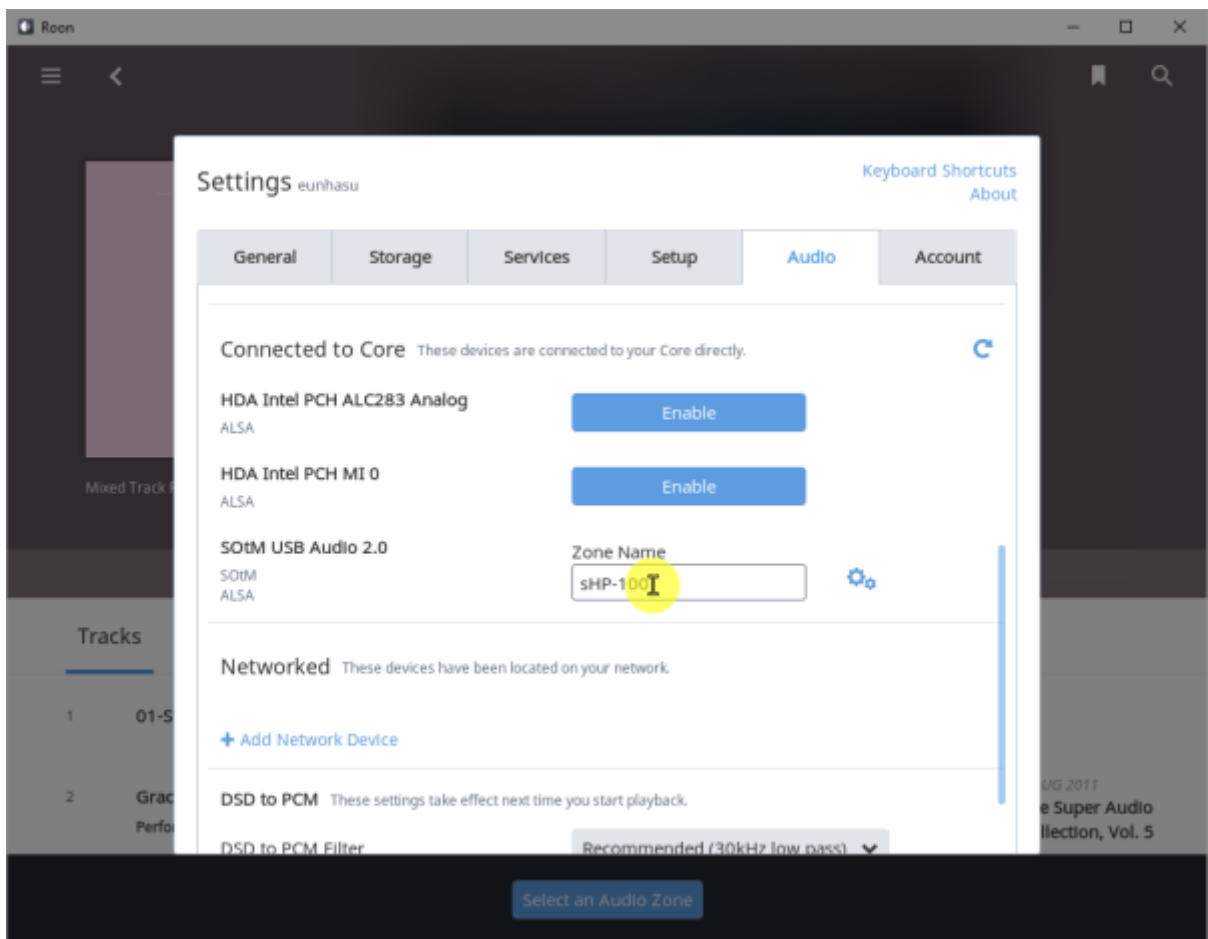 Roon
Settings eunhasu
Keyboard Shortcuts
About
General Storage Services Setup Audio Account
Connected to Core These devices are connected to your Core directly.
HDA Intel PCH ALC283 Analog
ALSA
Enable
HDA Intel PCH MI 0
ALSA
Enable
SOtM USB Audio 2.0
SOtM
ALSA
Zone Name
sHP-100
Networked These devices have been located on your network.
+ Add Network Device
DSD to PCM These settings take effect next time you start playback.
DSD to PCM Filter Recommended (30kHz low pass)
Mixed Track
Tracks
1 01-S
2 Grac
Perfo
UG 2011
e Super Audio
llection, Vol. 5
Select an Audio Zone